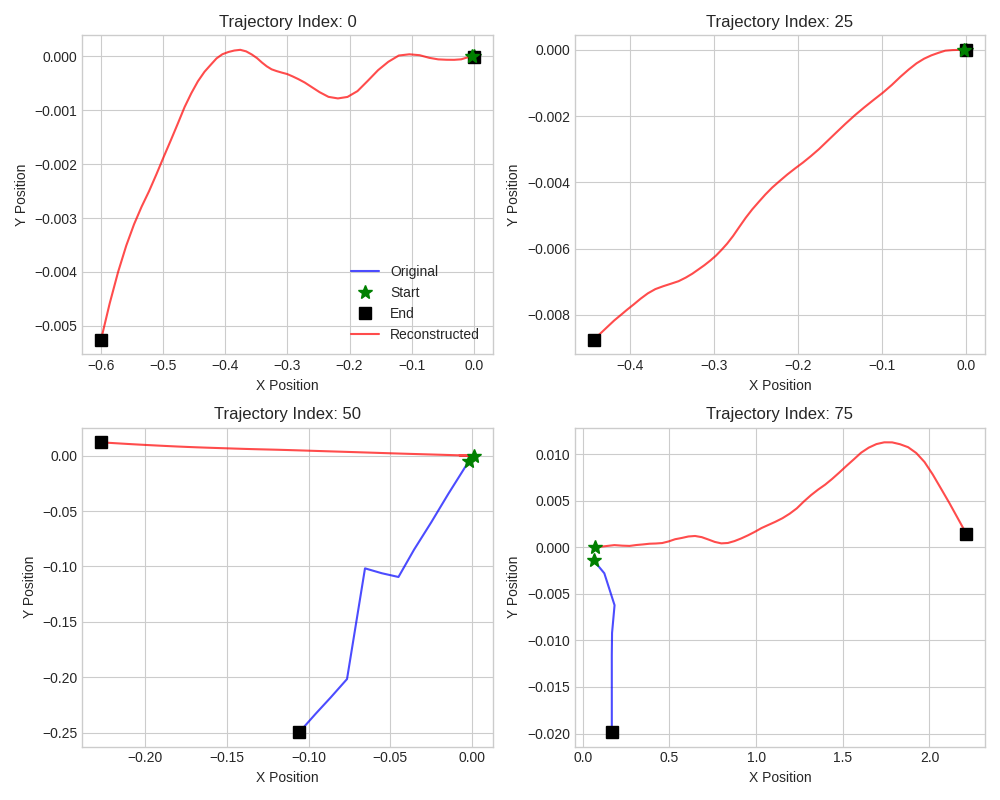 Trajectory Index: 0
0.000
−0.001
−0.002
−0.003
−0.004
−0.005
Y Position
Original
Start
End
Reconstructed
−0.6
−0.5
−0.4
−0.3
−0.2
−0.1
0.0
X Position
Trajectory Index: 25
0.000
−0.002
−0.004
−0.006
−0.008
Y Position
−0.4
−0.3
−0.2
−0.1
0.0
X Position
Trajectory Index: 50
0.00
−0.05
−0.10
−0.15
−0.20
−0.25
Y Position
−0.20
−0.15
−0.10
−0.05
0.00
X Position
Trajectory Index: 75
0.010
0.005
0.000
−0.005
−0.010
−0.015
−0.020
Y Position
0.0
0.5
1.0
1.5
2.0
X Position